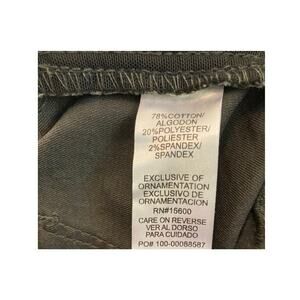 78%COTTON/
ALGODON
20%POLYESTER/
POLIESTER
2%SPANDEX/
SPANDEX
EXCLUSIVE OF
ORNAMENTATION
EXCLUSIVO DE
ORNAMENTACION
RN#15600
CARE ON REVERSE
VER AL DORSO
PARA CUIDADO
PO# 100-00088587